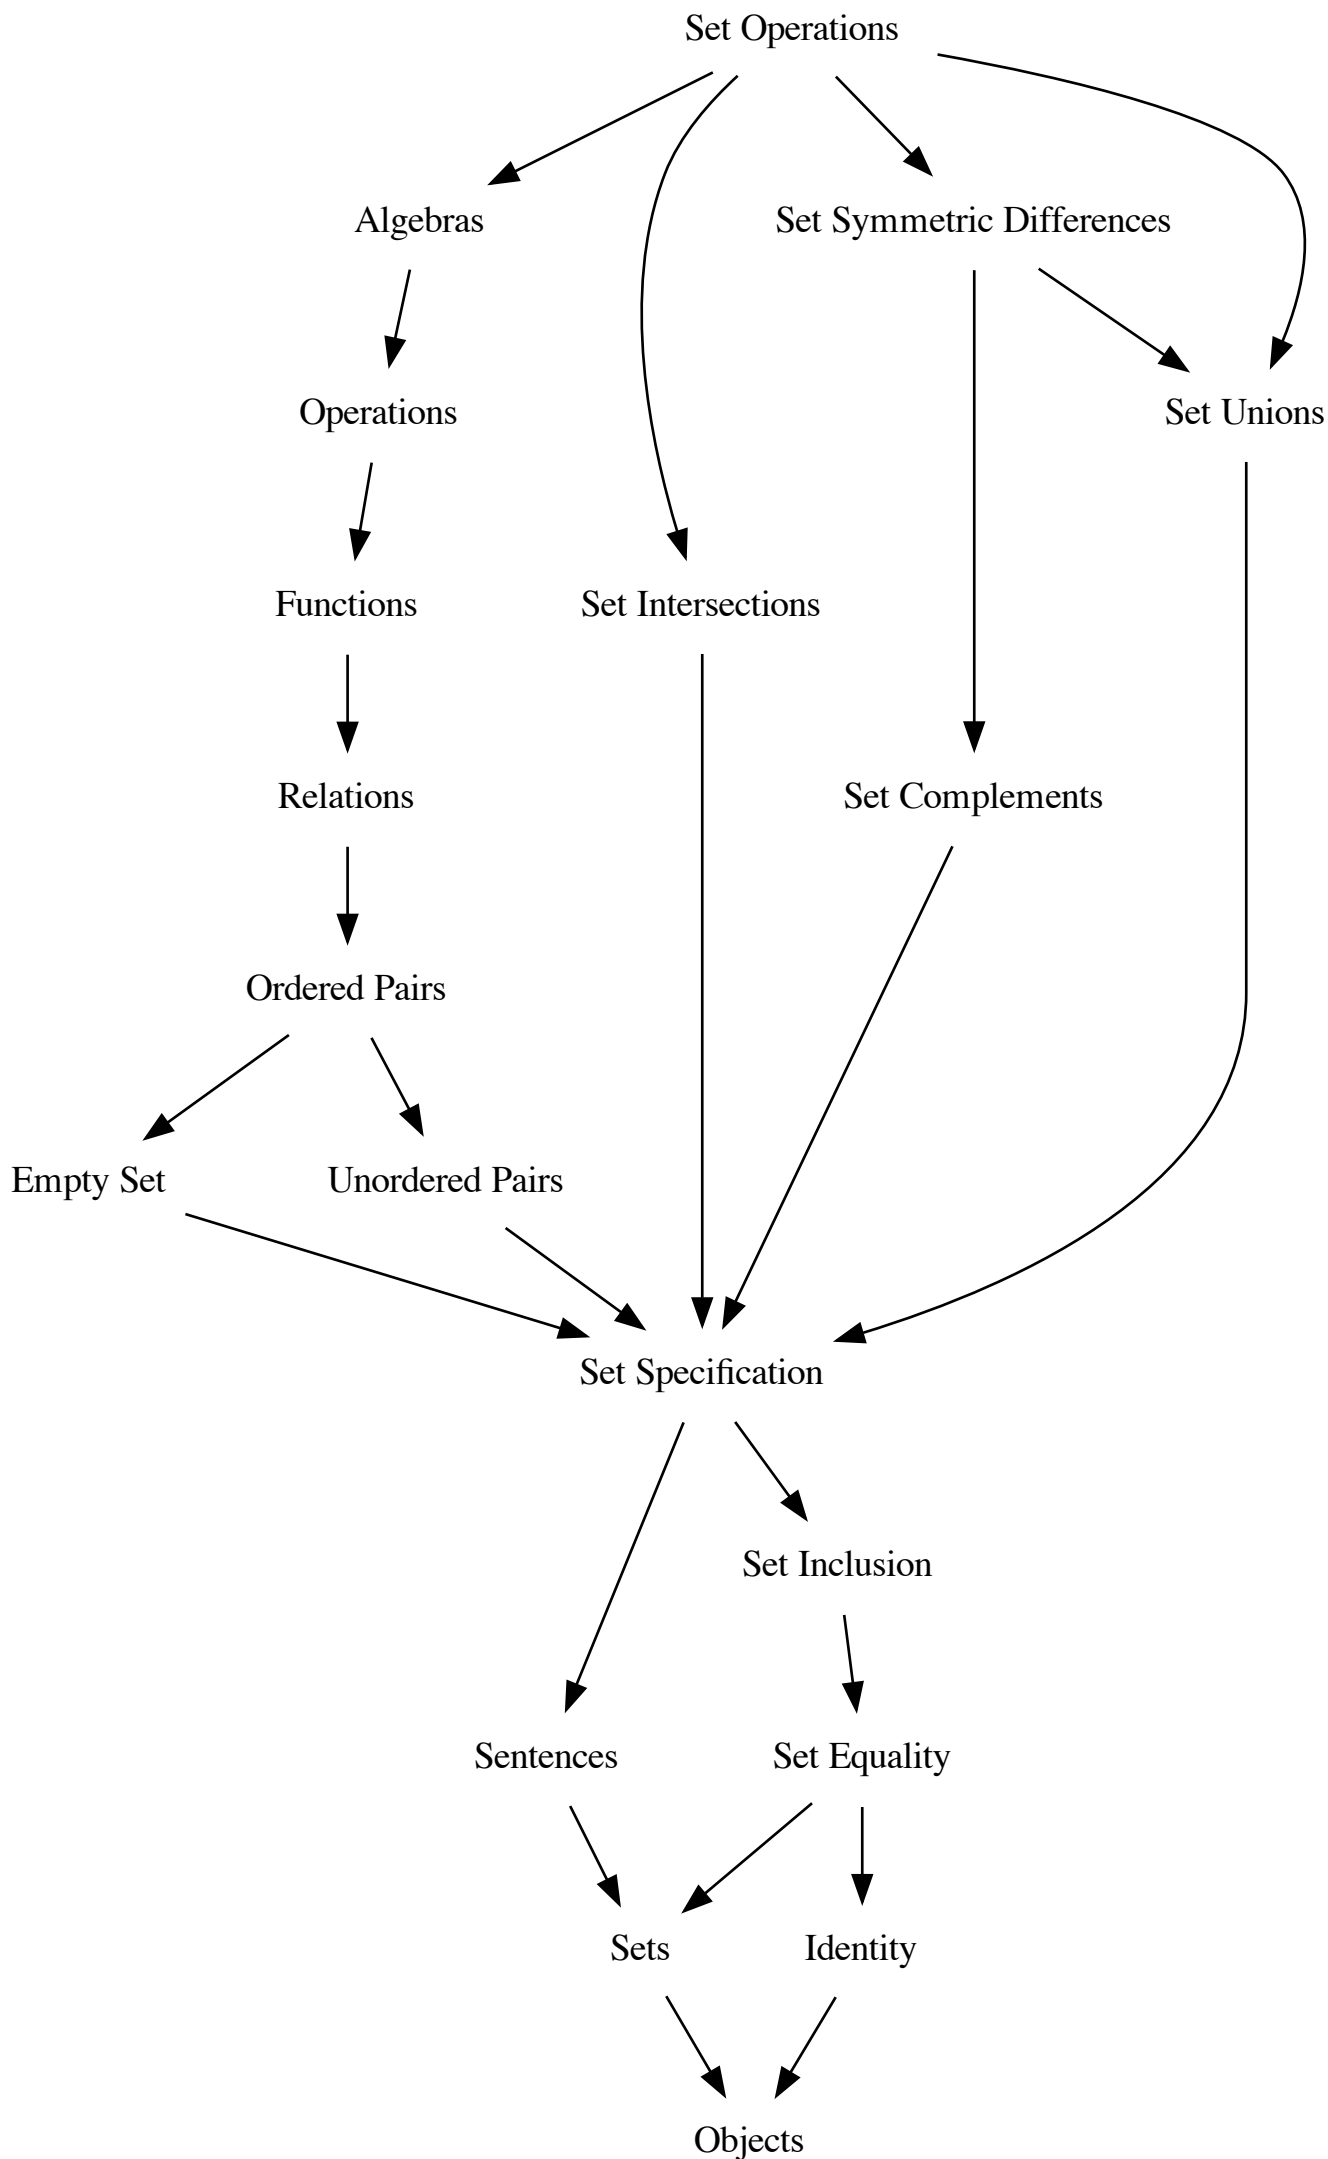 Set Operations
Algebras
Set Symmetric Differences
Operations
Set Unions
Functions
Set Intersections
Relations
Set Complements
Ordered Pairs
Empty Set
Unordered Pairs
Set Specification
Set Inclusion
Sentences
Set Equality
Sets
Identity
Objects